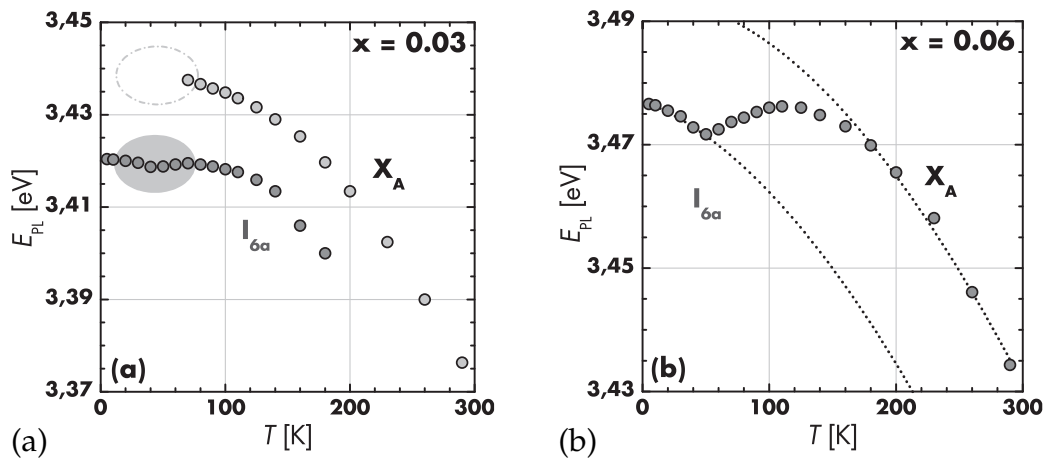 3,45
3,43
3,41
3,39
3,37
E_PL [eV]
x = 0.03
X_A
I_6a
(a)
0 100 200 300
T [K]
(a)
3,49
3,47
3,45
3,43
E_PL [eV]
x = 0.06
X_A
I_6a
(b)
0 100 200 300
T [K]
(b)